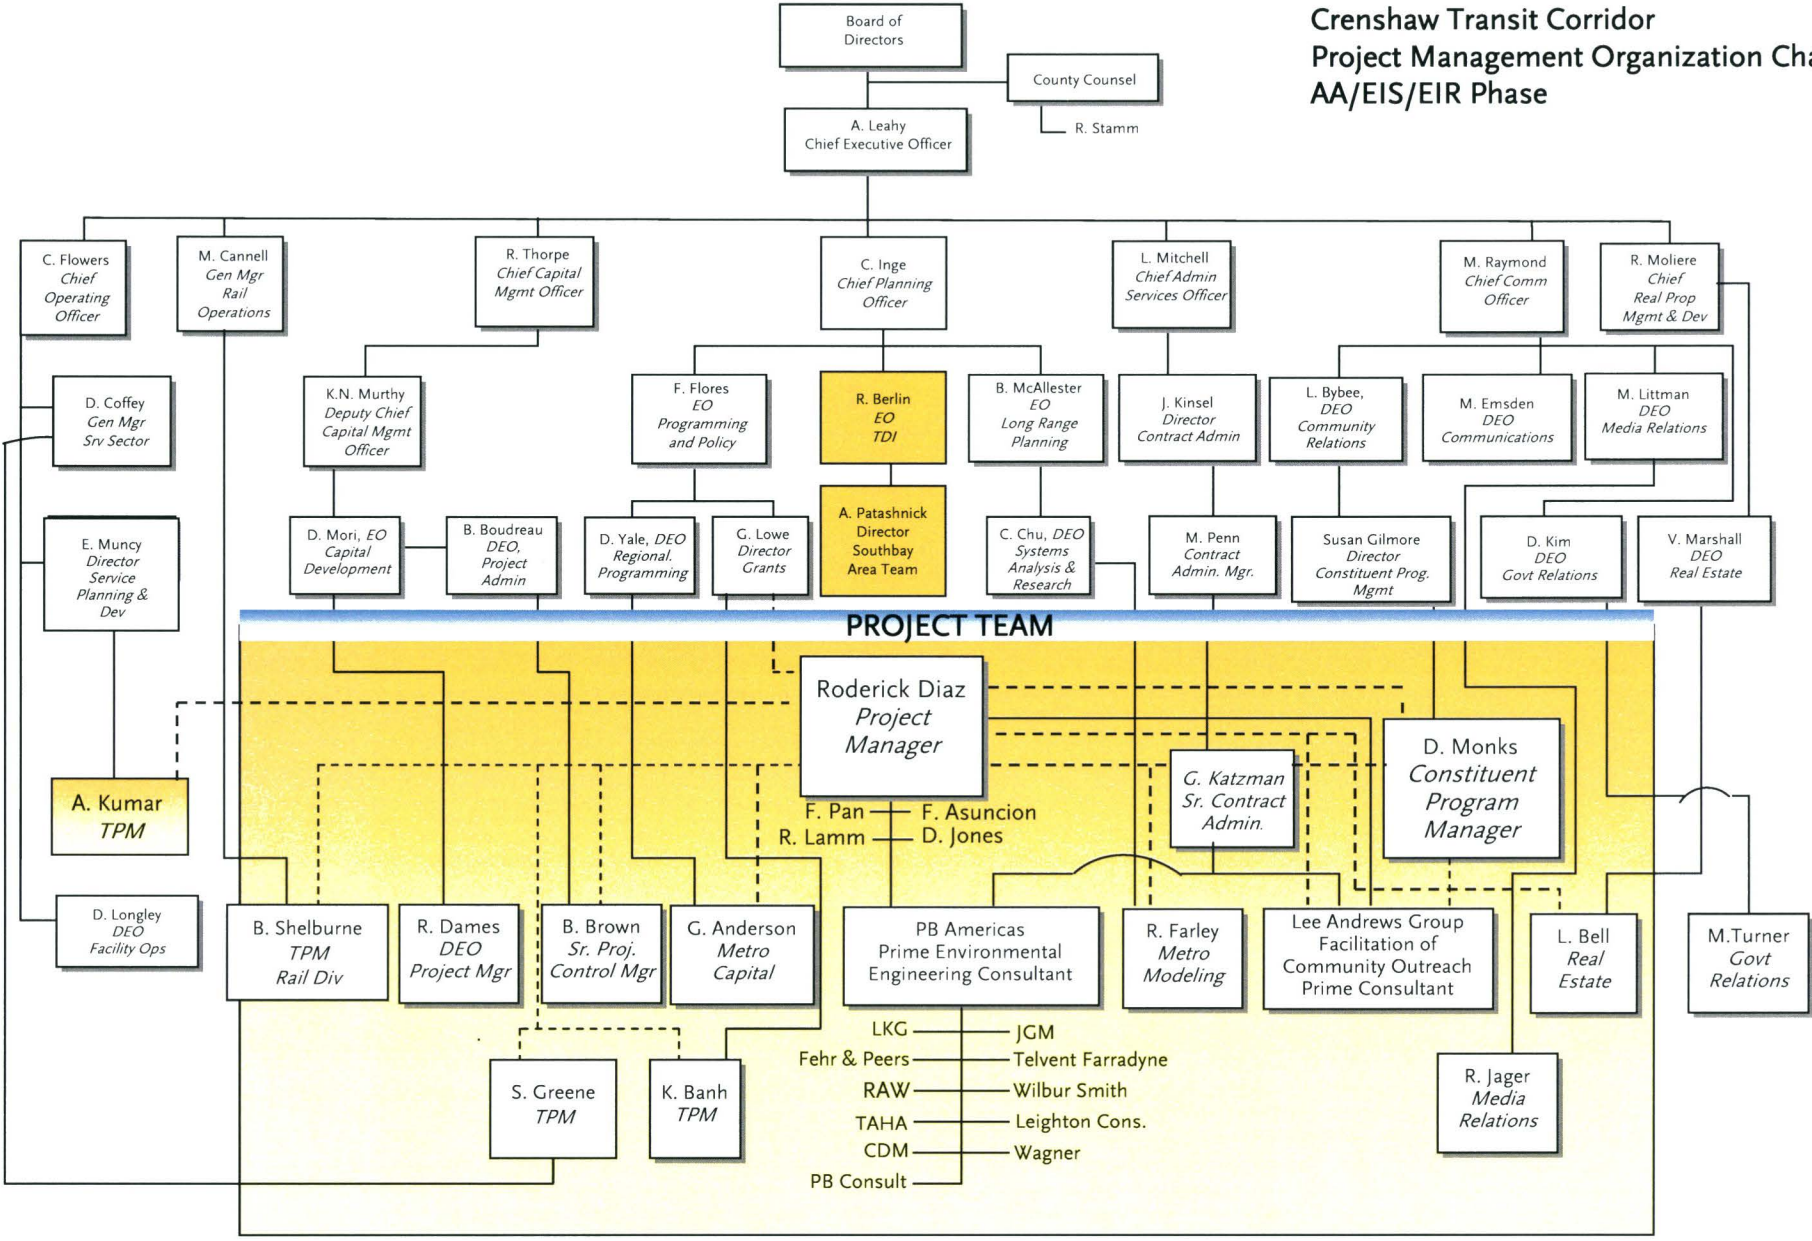 Crenshaw Transit Corridor
Project Management Organization Cha
AA/EIS/EIR Phase
Board of
Directors
County Counsel
R. Stamm
A. Leahy
Chief Executive Officer
C. Flowers
Chief
Operating
Officer
M. Cannell
Gen Mgr
Rail
Operations
R. Thorpe
Chief Capital
Mgmt Officer
C. Inge
Chief Planning
Officer
L. Mitchell
Chief Admin
Services Officer
M. Raymond
Chief Comm
Officer
R. Moliere
Chief
Real Prop
Mgmt & Dev
D. Coffey
Gen Mgr
Srv Sector
K.N. Murthy
Deputy Chief
Capital Mgmt
Officer
F. Flores
EO
Programming
and Policy
R. Berlin
EO
TDI
B. McAllester
EO
Long Range
Planning
J. Kinsel
Director
Contract Admin
L. Bybee,
DEO
Community
Relations
M. Emsden
DEO
Communications
M. Littman
DEO
Media Relations
E. Muncy
Director
Service
Planning &
Dev
D. Mori, EO
Capital
Development
B. Boudreau
DEO,
Project
Admin
D. Yale, DEO
Regional.
Programming
G. Lowe
Director
Grants
A. Patashnick
Director
Southbay
Area Team
C. Chu, DEO
Systems
Analysis &
Research
M. Penn
Contract
Admin. Mgr.
Susan Gilmore
Director
Constituent Prog.
Mgmt
D. Kim
DEO
Govt Relations
V. Marshall
DEO
Real Estate
PROJECT TEAM
Roderick Diaz
Project
Manager
F. Pan
F. Asuncion
R. Lamm
D. Jones
G. Katzman
Sr. Contract
Admin.
D. Monks
Constituent
Program
Manager
A. Kumar
TPM
D. Longley
DEO
Facility Ops
B. Shelburne
TPM
Rail Div
R. Dames
DEO
Project Mgr
B. Brown
Sr. Proj.
Control Mgr
G. Anderson
Metro
Capital
PB Americas
Prime Environmental
Engineering Consultant
R. Farley
Metro
Modeling
Lee Andrews Group
Facilitation of
Community Outreach
Prime Consultant
L. Bell
Real
Estate
M.Turner
Govt
Relations
S. Greene
TPM
K. Banh
TPM
LKG
JGM
Fehr & Peers
Telvent Farradyne
RAW
Wilbur Smith
TAHA
Leighton Cons.
CDM
Wagner
PB Consult
R. Jager
Media
Relations